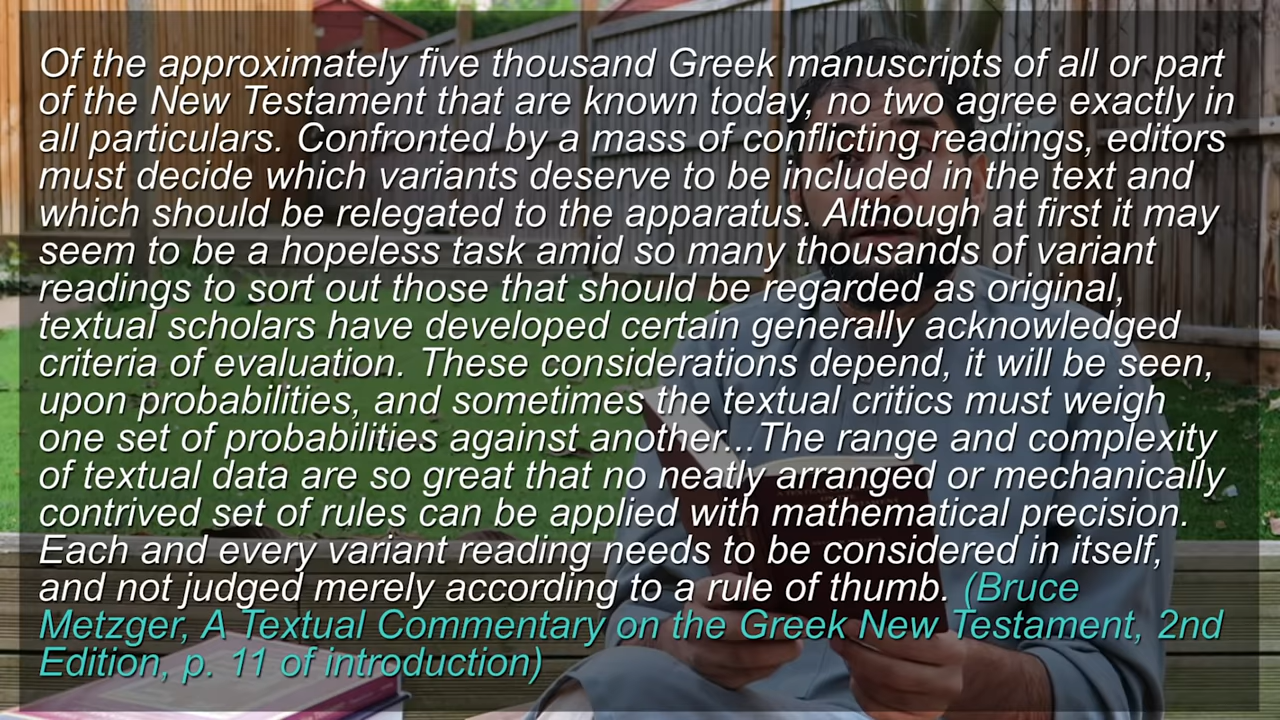 Of the approximately five thousand Greek manuscripts of all or part
of the New Testament that are known today, no two agree exactly in
all particulars. Confronted by a mass of conflicting readings, editors
must decide which variants deserve to be included in the text and
which should be relegated to the apparatus. Although at first it may
seem to be a hopeless task amid so many thousands of variant
readings to sort out those that should be regarded as original,
textual scholars have developed certain generally acknowledged
criteria of evaluation. These considerations depend, it will be seen,
upon probabilities, and sometimes the textual critics must weigh
one set of probabilities against another...The range and complexity
of textual data are so great that no neatly arranged or mechanically
contrived set of rules can be applied with mathematical precision.
Each and every variant reading needs to be considered in itself,
and not judged merely according to a rule of thumb. (Bruce
Metzger, A Textual Commentary on the Greek New Testament, 2nd
Edition, p. 11 of introduction)